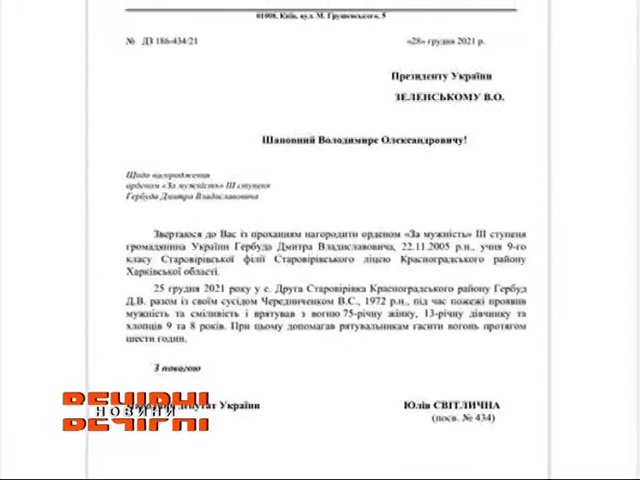 01008, Київ, вул. М. Грушевського, 5
№ ДЗ 186-434/21 «28» грудня 2021 р.
Президенту України
ЗЕЛЕНСЬКОМУ В.О.
Шановний Володимире Олександровичу!
Щодо нагородження
орденом «За мужність» ІІІ ступеня
Гербуда Дмитра Владиславовича
Звертаюся до Вас із проханням нагородити орденом «За мужність» ІІІ ступеня
громадянина України Гербуда Дмитра Владиславовича, 22.11.2005 р.н., учня 9-го
класу Старовірівської філії Старовірівського ліцею Красноградського району
Харківської області.
25 грудня 2021 року у с. Друга Старовірівка Красноградського району Гербуд
Д.В. разом із своїм сусідом Чередниченком В.С., 1972 р.н., під час пожежі проявив
мужність та сміливість і врятував з вогню 75-річну жінку, 13-річну дівчинку та
хлопців 9 та 8 років. При цьому допомагав рятувальникам гасити вогонь протягом
шести годин.
З повагою
депутат України Юлія СВІТЛИЧНА
(посв. № 434)
ВЕЧІРНІ
НОВИНИ
ВЕЧІРНІ